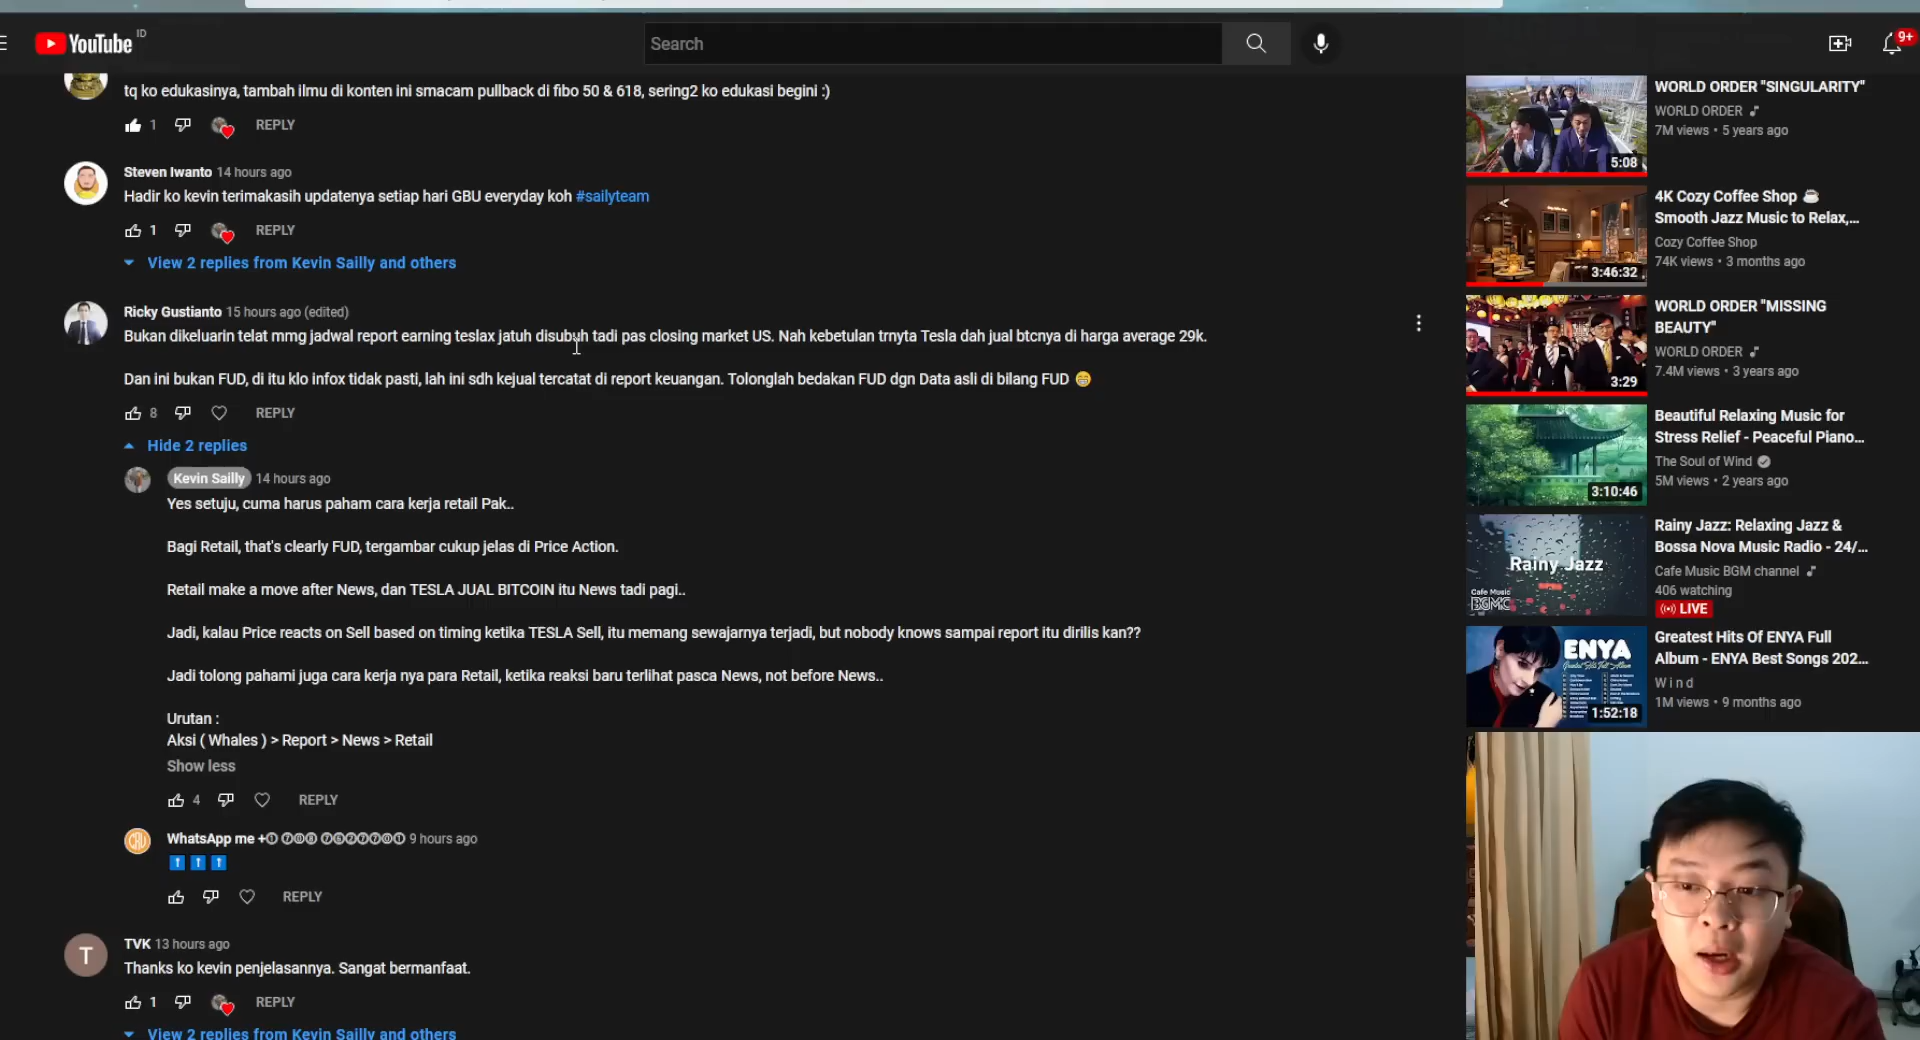 YouTube ID
Search
9+
tq ko edukasinya, tambah ilmu di konten ini smacam pullback di fibo 50 & 618, sering2 ko edukasi begini :)
1 REPLY
Steven Iwanto 14 hours ago
Hadir ko kevin terimakasih updatenya setiap hari GBU everyday koh #sailyteam
1 REPLY
View 2 replies from Kevin Sailly and others
Ricky Gustianto 15 hours ago (edited)
Bukan dikeluarin telat mmg jadwal report earning teslax jatuh disubuh tadi pas closing market US. Nah kebetulan trnyta Tesla dah jual btcnya di harga average 29k.
Dan ini bukan FUD, di itu klo infox tidak pasti, lah ini sdh kejual tercatat di report keuangan. Tolonglah bedakan FUD dgn Data asli di bilang FUD 😁
8 REPLY
Hide 2 replies
Kevin Sailly 14 hours ago
Yes setuju, cuma harus paham cara kerja retail Pak..
Bagi Retail, that's clearly FUD, tergambar cukup jelas di Price Action.
Retail make a move after News, dan TESLA JUAL BITCOIN itu News tadi pagi..
Jadi, kalau Price reacts on Sell based on timing ketika TESLA Sell, itu memang sewajarnya terjadi, but nobody knows sampai report itu dirilis kan??
Jadi tolong pahami juga cara kerja nya para Retail, ketika reaksi baru terlihat pasca News, not before News..
Urutan :
Aksi ( Whales ) > Report > News > Retail
Show less
4 REPLY
WhatsApp me + 9 hours ago
REPLY
T
TVK 13 hours ago
Thanks ko kevin penjelasannya. Sangat bermanfaat.
1 REPLY
View 2 replies from Kevin Sailly and others
5:08
WORLD ORDER "SINGULARITY"
WORLD ORDER
7M views • 5 years ago
3:46:32
4K Cozy Coffee Shop ☕
Smooth Jazz Music to Relax,...
Cozy Coffee Shop
74K views • 3 months ago
3:29
WORLD ORDER "MISSING
BEAUTY"
WORLD ORDER
7.4M views • 3 years ago
3:10:46
Beautiful Relaxing Music for
Stress Relief - Peaceful Piano...
The Soul of Wind
5M views • 2 years ago
Rainy Jazz
Cafe Music
BGMC
Rainy Jazz: Relaxing Jazz &
Bossa Nova Music Radio - 24/...
Cafe Music BGM channel
406 watching
LIVE
ENYA
1:52:18
Greatest Hits Of ENYA Full
Album - ENYA Best Songs 202...
W i n d
1M views • 9 months ago